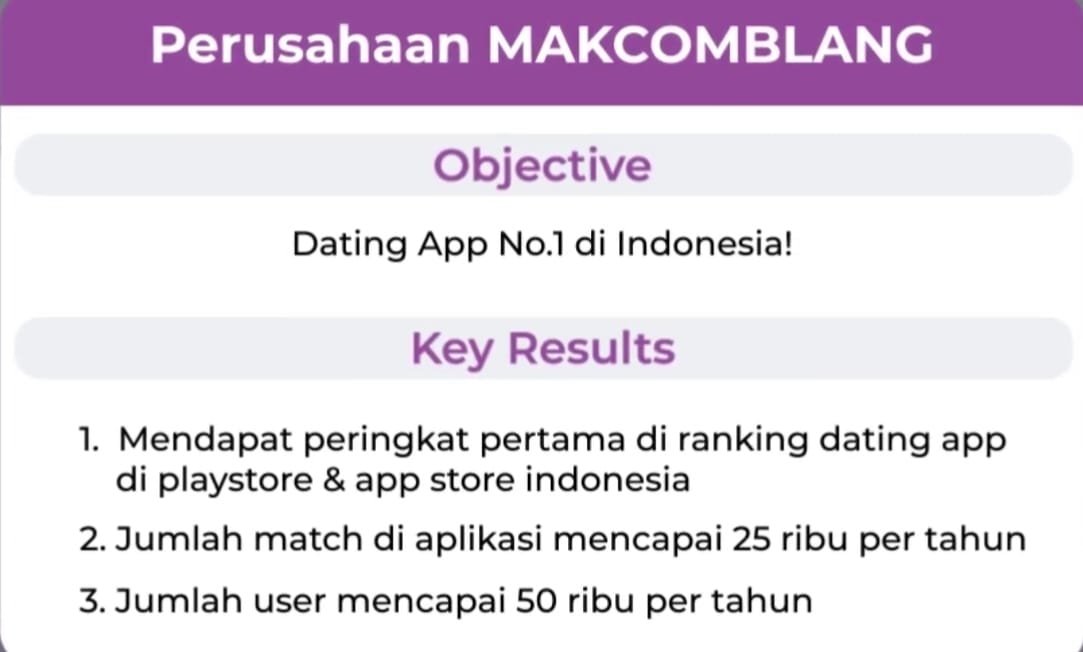 Perusahaan MAKCOMBLANG
Objective
Dating App No.1 di Indonesia!
Key Results
1. Mendapat peringkat pertama di ranking dating app
di playstore & app store indonesia
2. Jumlah match di aplikasi mencapai 25 ribu per tahun
3. Jumlah user mencapai 50 ribu per tahun